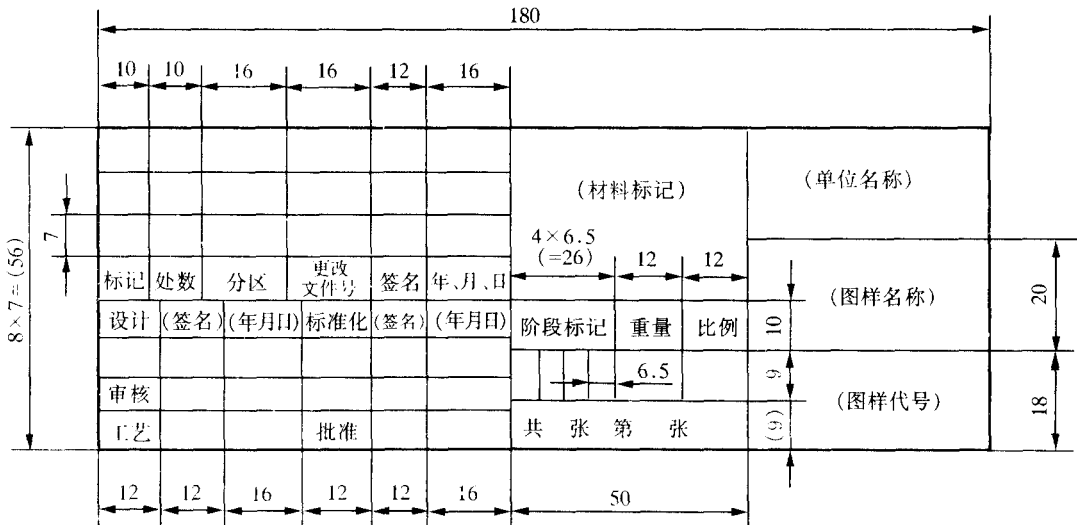 180
10 10 16 16 12 16
(材料标记)
(单位名称)
7
8×7=(56)
4×6.5
(=26)
12 12
标记 处数 分区 更改
文件号 签名 年、月、日
(图样名称)
20
设计 (签名) (年月日) 标准化 (签名) (年月日)
阶段标记 重量 比例
10
6.5
9
审核
(图样代号)
18
工艺 批准
共 张 第 张
(9)
12 12 16 12 12 16
50